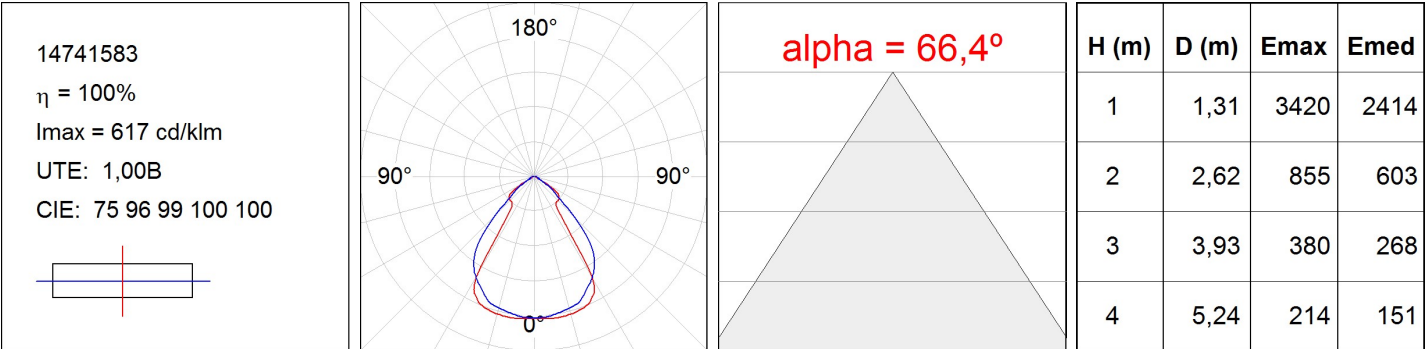 14741583
η = 100%
Imax = 617 cd/klm
UTE: 1,00B
CIE: 75 96 99 100 100
180°
90° 90°
0°
alpha = 66,4º
H (m) D (m) Emax Emed
1 1,31 3420 2414
2 2,62 855 603
3 3,93 380 268
4 5,24 214 151